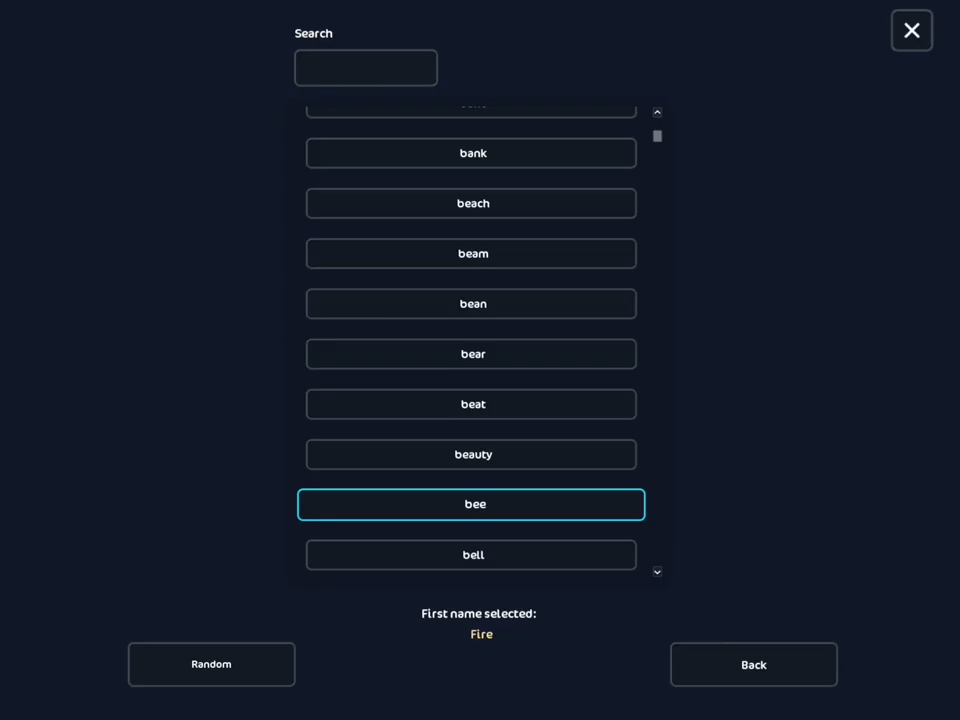 Search
bank
beach
beam
bean
bear
beat
beauty
bee
bell
First name selected:
Fire
Random
Back